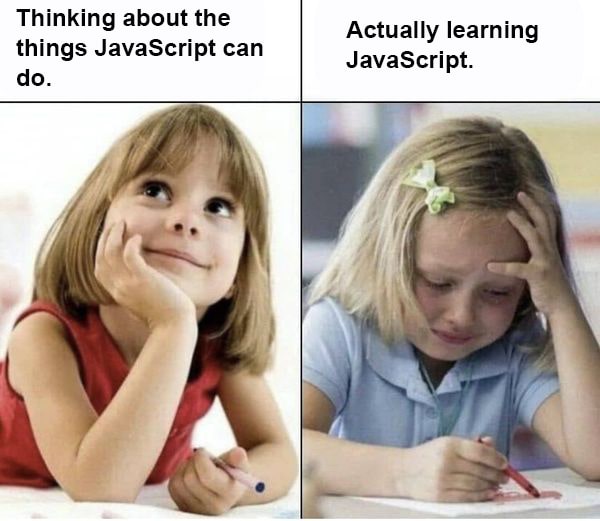 Thinking about the
things JavaScript can
do.
Actually learning
JavaScript.